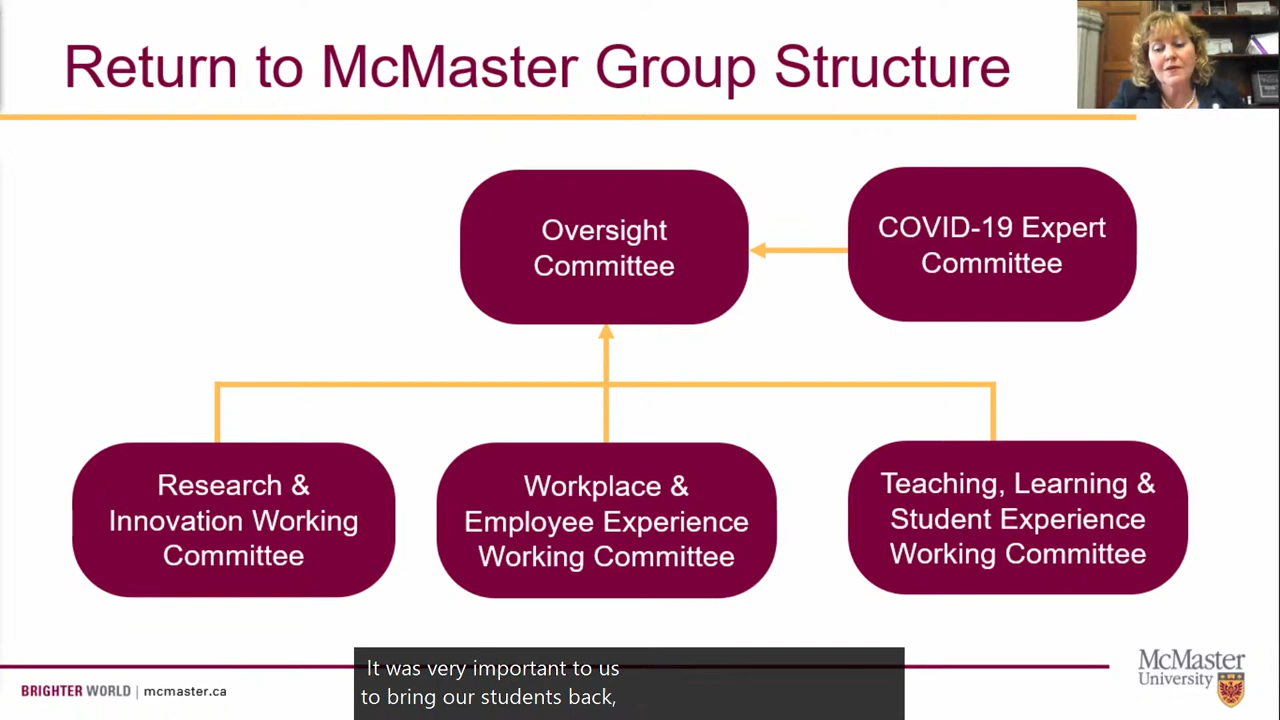 Return to McMaster Group Structure
Oversight
Committee
COVID-19 Expert
Committee
Research &
Innovation Working
Committee
Workplace &
Employee Experience
Working Committee
Teaching, Learning &
Student Experience
Working Committee
It was very important to us
to bring our students back,
BRIGHTER WORLD | mcmaster.ca
McMaster
University